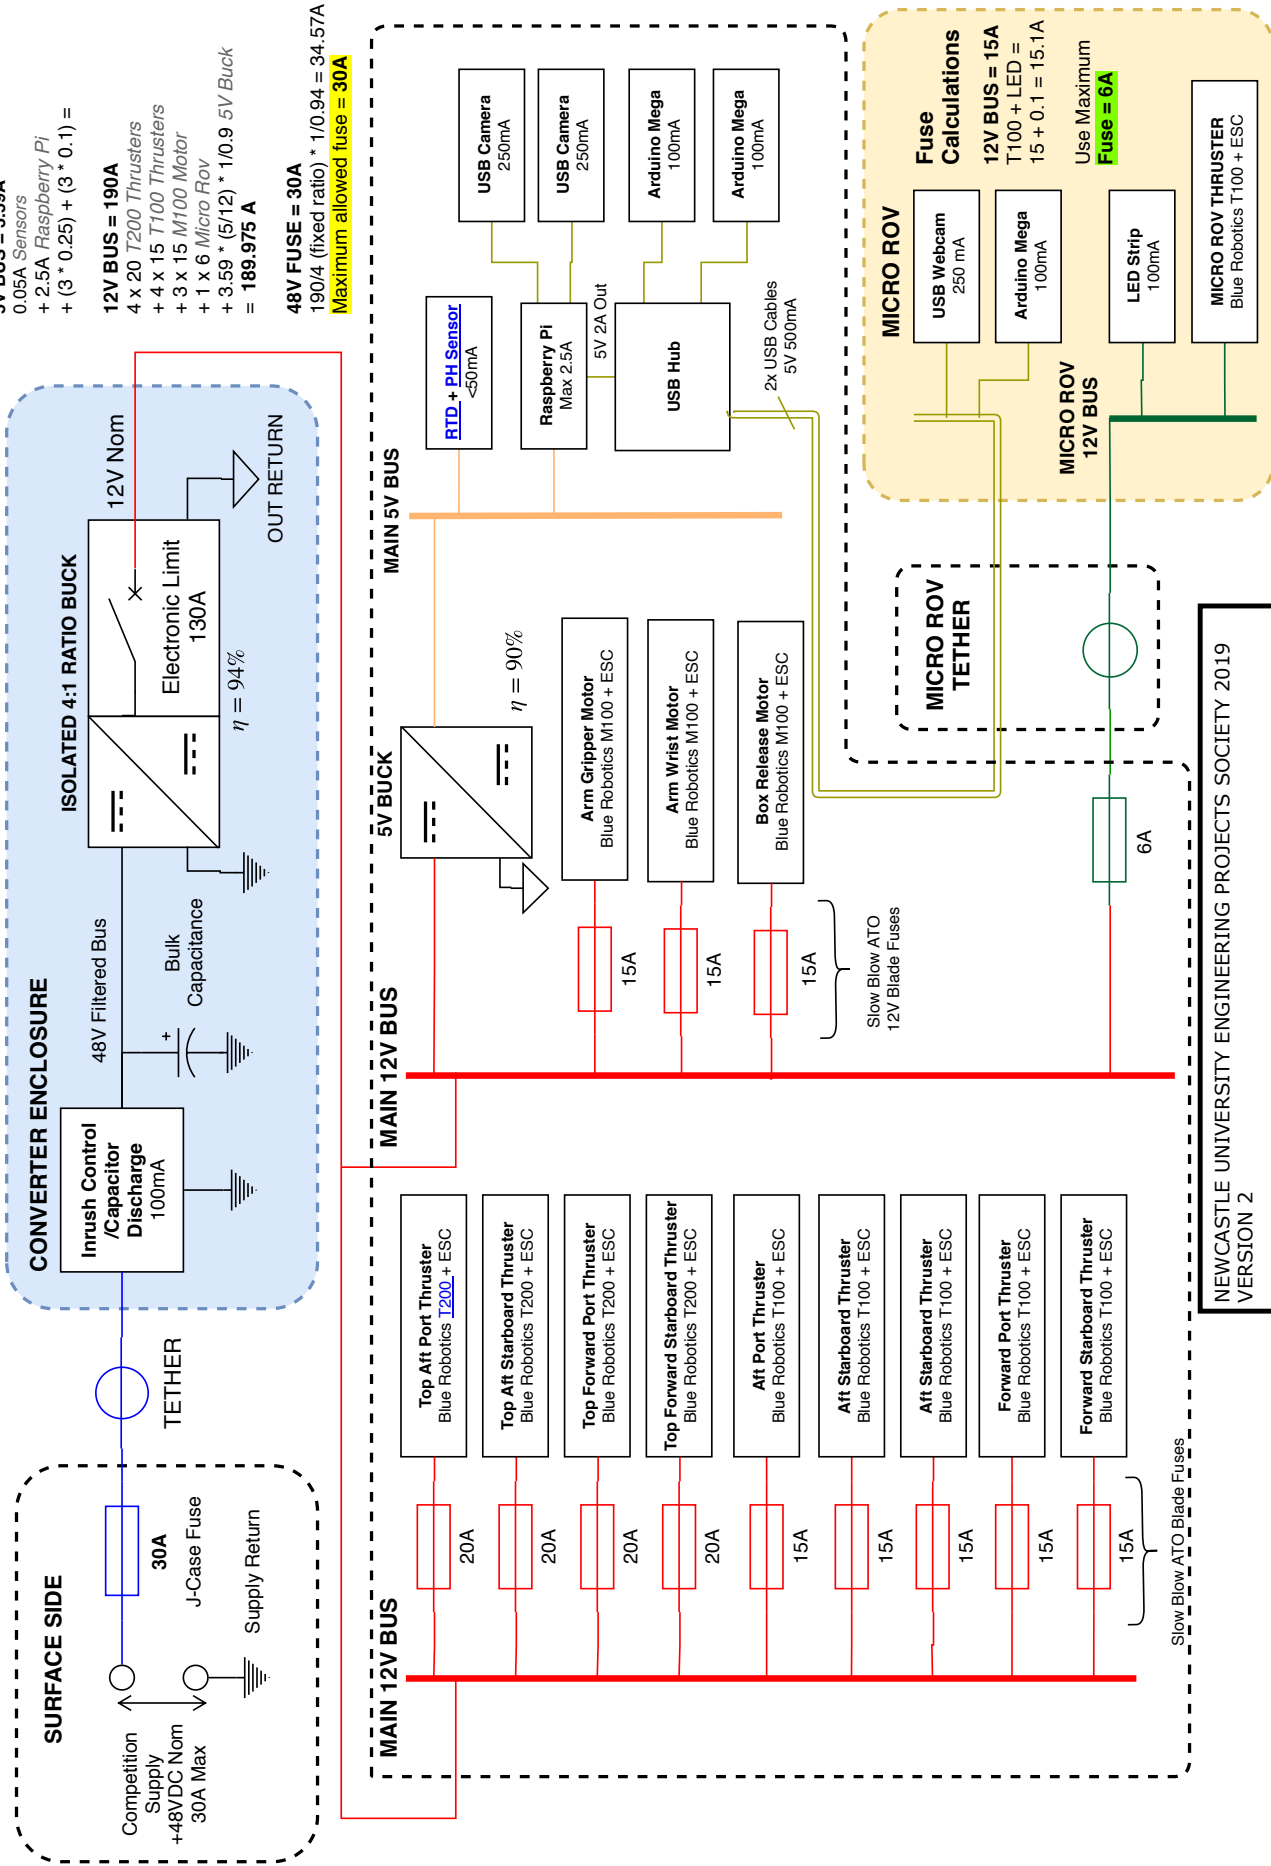 SURFACE SIDE
Competition
Supply
+48VDC Nom
30A Max
30A
J-Case Fuse
Supply Return
TETHER
CONVERTER ENCLOSURE
Inrush Control
/Capacitor
Discharge
100mA
48V Filtered Bus
+
Bulk
Capacitance
ISOLATED 4:1 RATIO BUCK
Electronic Limit
130A
η = 94%
12V Nom
OUT RETURN
0.05A Sensors
+ 2.5A Raspberry Pi
+ (3 * 0.25) + (3 * 0.1) =
12V BUS = 190A
4 x 20 T200 Thrusters
+ 4 x 15 T100 Thrusters
+ 3 x 15 M100 Motor
+ 1 x 6 Micro Rov
+ 3.59 * (5/12) * 1/0.9 5V Buck
= 189.975 A
48V FUSE = 30A
190/4 (fixed ratio) * 1/0.94 = 34.57A
Maximum allowed fuse = 30A
MAIN 12V BUS
20A
Top Aft Port Thruster
Blue Robotics T200 + ESC
20A
Top Aft Starboard Thruster
Blue Robotics T200 + ESC
20A
Top Forward Port Thruster
Blue Robotics T200 + ESC
20A
Top Forward Starboard Thruster
Blue Robotics T200 + ESC
15A
Aft Port Thruster
Blue Robotics T100 + ESC
15A
Aft Starboard Thruster
Blue Robotics T100 + ESC
15A
Aft Starboard Thruster
Blue Robotics T100 + ESC
15A
Forward Port Thruster
Blue Robotics T100 + ESC
15A
Forward Starboard Thruster
Blue Robotics T100 + ESC
Slow Blow ATO Blade Fuses
MAIN 12V BUS
5V BUCK
η = 90%
15A
Arm Gripper Motor
Blue Robotics M100 + ESC
15A
Arm Wrist Motor
Blue Robotics M100 + ESC
15A
Box Release Motor
Blue Robotics M100 + ESC
Slow Blow ATO
12V Blade Fuses
6A
MAIN 5V BUS
RTD + PH Sensor
<50mA
Raspberry Pi
Max 2.5A
5V 2A Out
USB Hub
2x USB Cables
5V 500mA
USB Camera
250mA
USB Camera
250mA
Arduino Mega
100mA
Arduino Mega
100mA
MICRO ROV
TETHER
MICRO ROV
USB Webcam
250 mA
Arduino Mega
100mA
MICRO ROV
12V BUS
LED Strip
100mA
MICRO ROV THRUSTER
Blue Robotics T100 + ESC
Fuse
Calculations
12V BUS = 15A
T100 + LED =
15 + 0.1 = 15.1A
Use Maximum
Fuse = 6A
NEWCASTLE UNIVERSITY ENGINEERING PROJECTS SOCIETY 2019
VERSION 2